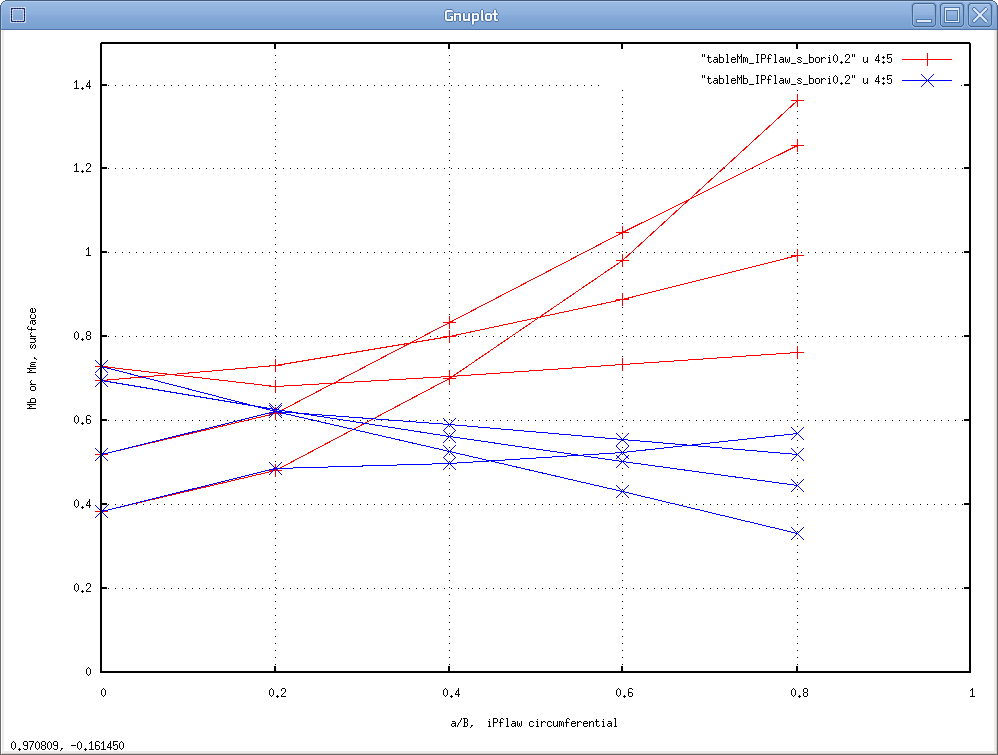 Gnuplot
"tableMm_IPflaw_s_bori0.2" u 4:5
"tableMb_IPflaw_s_bori0.2" u 4:5
1.4
1.2
1
0.8
0.6
0.4
0.2
0
Mb or Mm, surface
0 0.2 0.4 0.6 0.8 1
a/B, iPflaw circumferential
0.970809, -0.161450